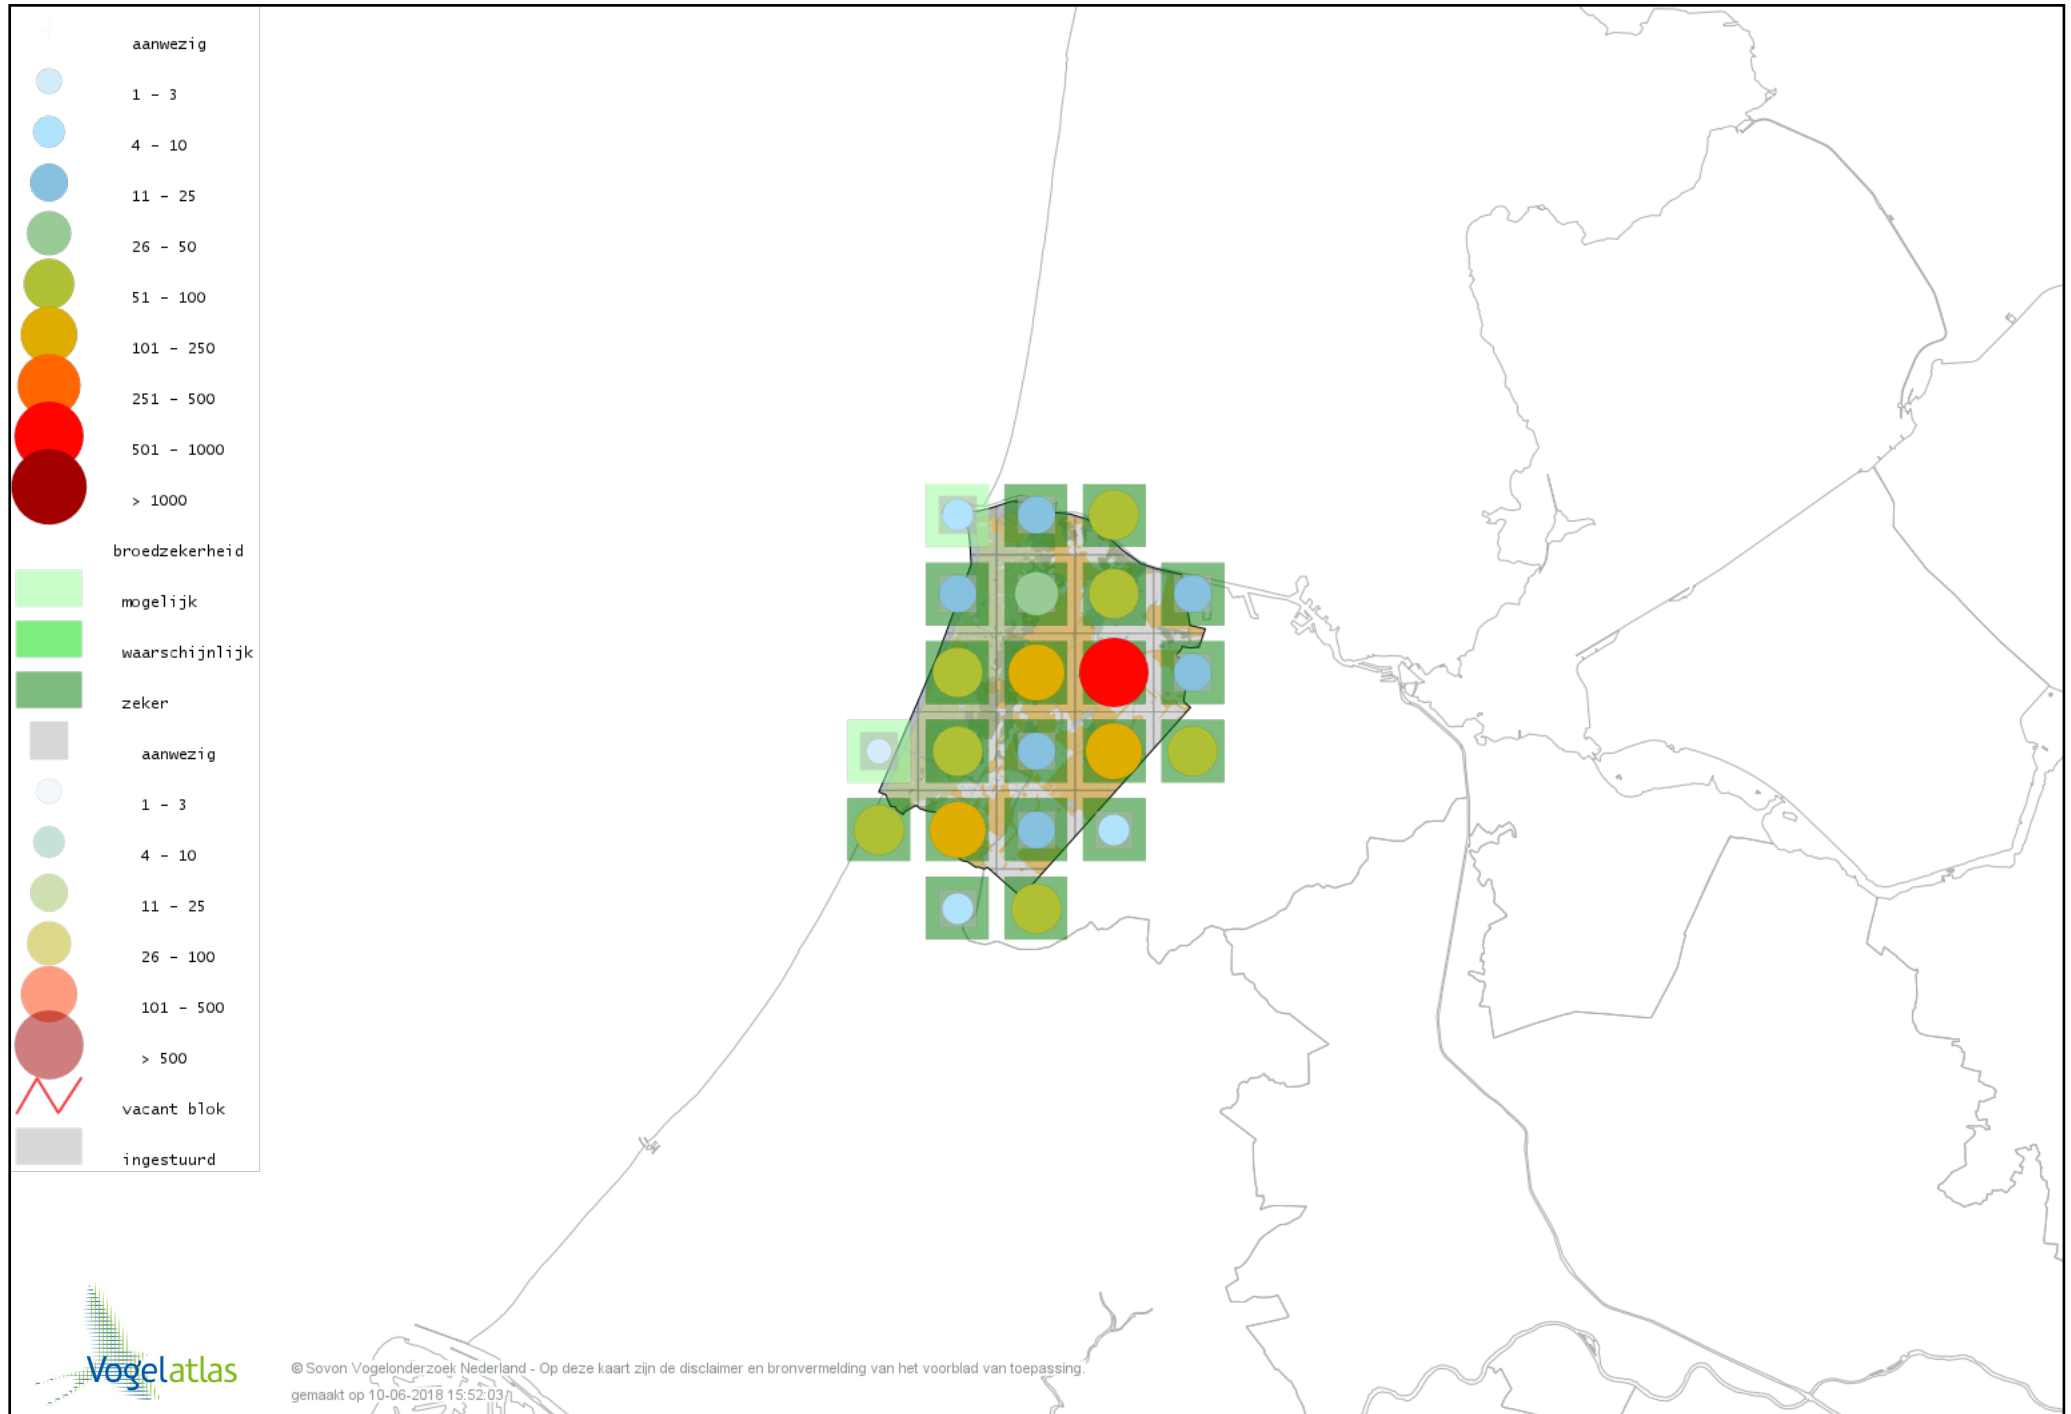 aanwezig
1 - 3
4 - 10
11 - 25
26 - 50
51 - 100
101 - 250
251 - 500
501 - 1000
> 1000
broedzekerheid
mogelijk
waarschijnlijk
zeker
aanwezig
1 - 3
4 - 10
11 - 25
26 - 100
101 - 500
> 500
vacant blok
ingestuurd
Vogelatlas
© Sovon Vogelonderzoek Nederland - Op deze kaart zijn de disclaimer en bronvermelding van het voorblad van toepassing.
gemaakt op 10-06-2018 15:52:03